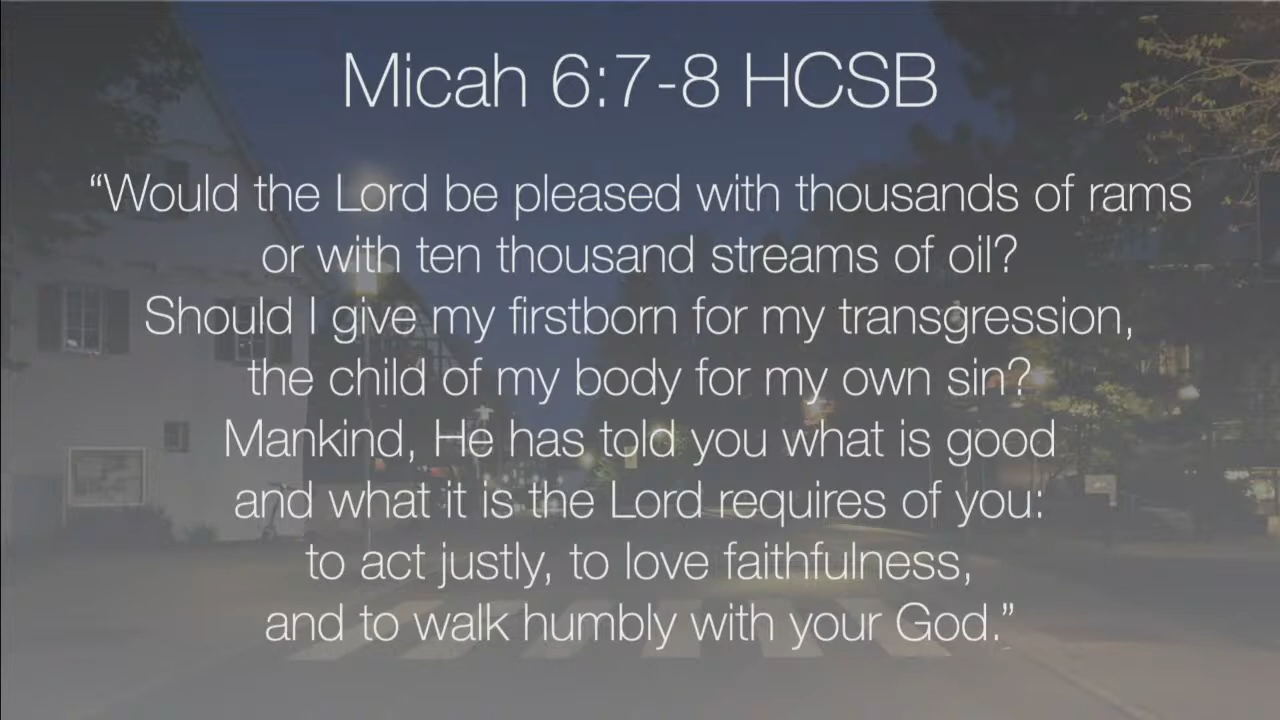 Micah 6:7-8 HCSB
“Would the Lord be pleased with thousands of rams
or with ten thousand streams of oil?
Should I give my firstborn for my transgression,
the child of my body for my own sin?
Mankind, He has told you what is good
and what it is the Lord requires of you:
to act justly, to love faithfulness,
and to walk humbly with your God.”